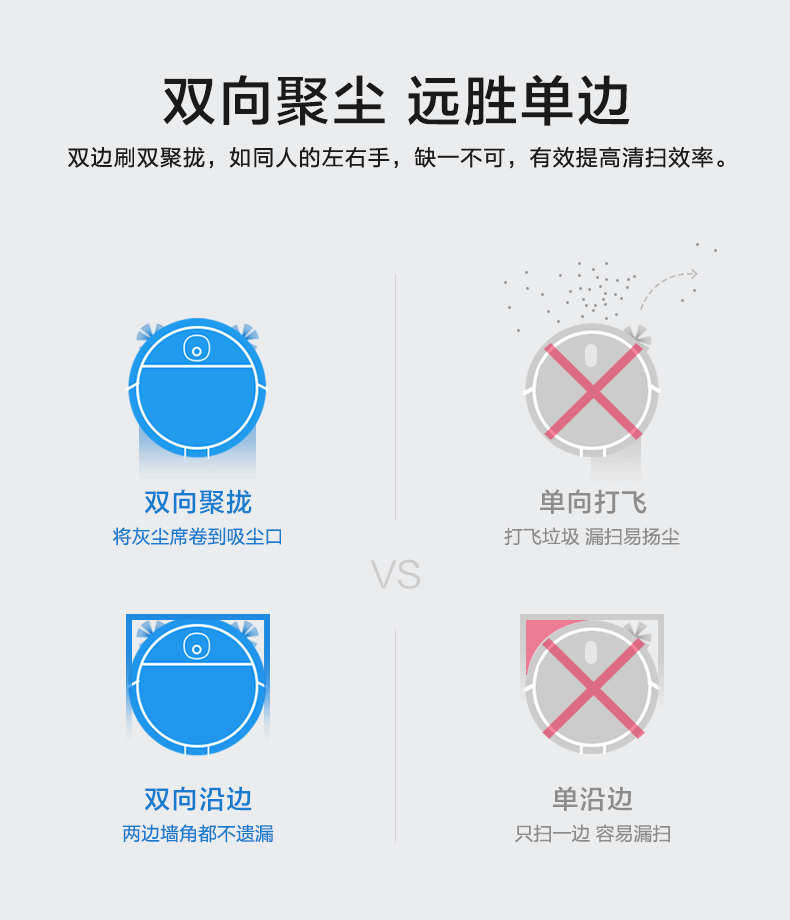 双向聚尘 远胜单边
双边刷双聚拢，如同人的左右手，缺一不可，有效提高清扫效率。
双向聚拢
将灰尘席卷到吸尘口
单向打飞
打飞垃圾 漏扫易扬尘
VS
双向沿边
两边墙角都不遗漏
单沿边
只扫一边 容易漏扫